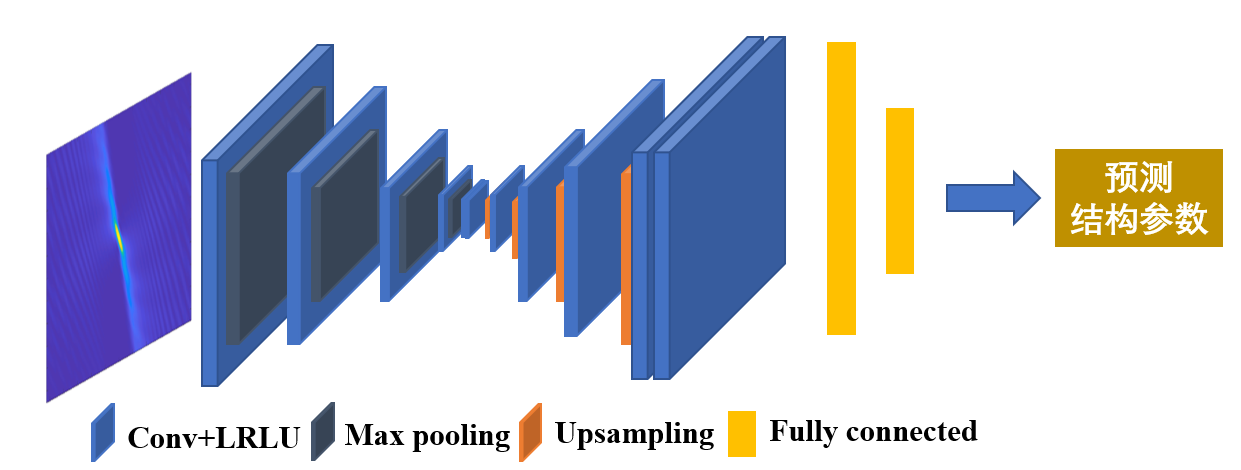 预测
结构参数
Conv+LRLU
Max pooling
Upsampling
Fully connected